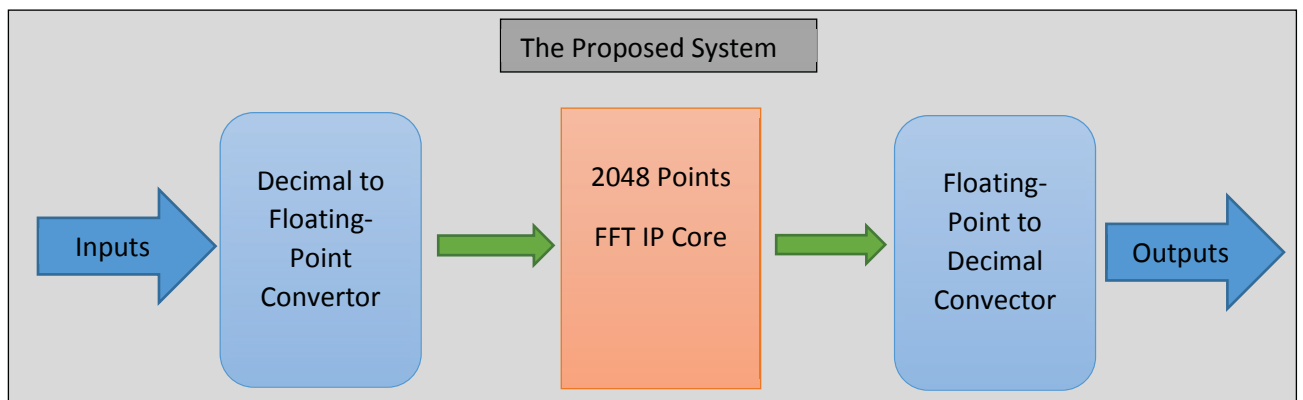 The Proposed System
Inputs
Decimal to
Floating-
Point
Convertor
2048 Points
FFT IP Core
Floating-
Point to
Decimal
Convector
Outputs